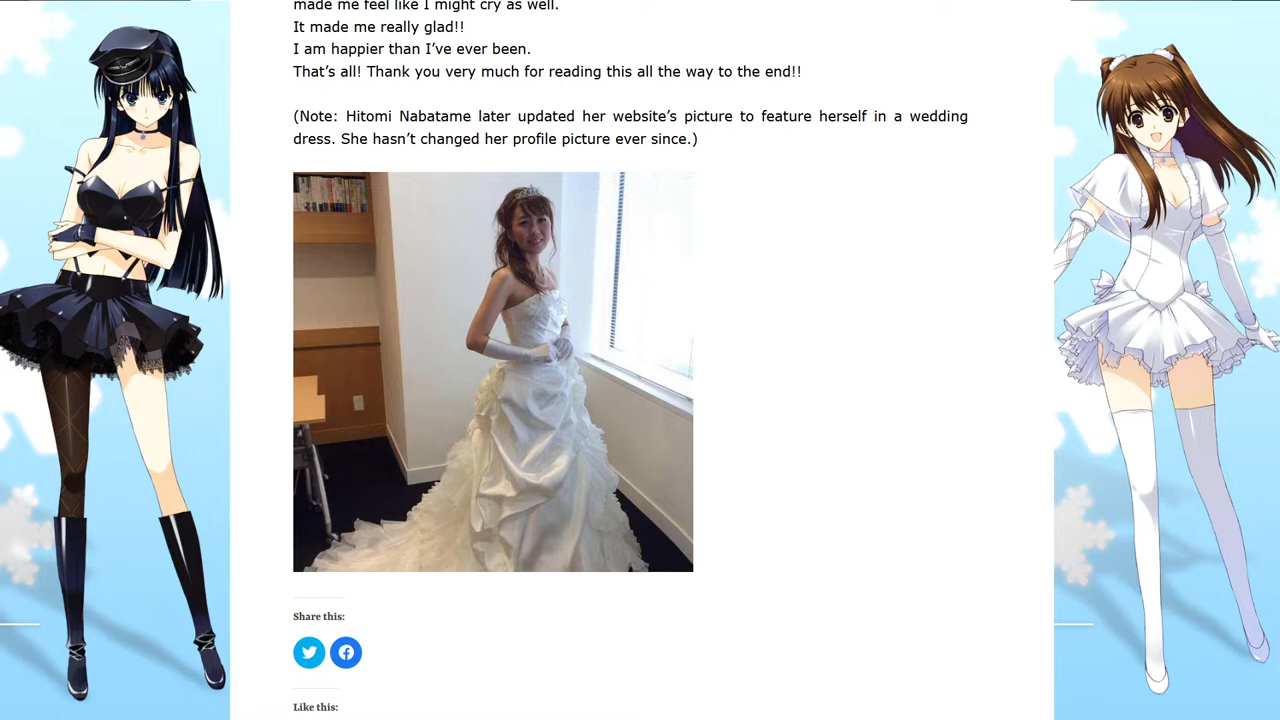 made me feel like I might cry as well.
It made me really glad!!
I am happier than I’ve ever been.
That’s all! Thank you very much for reading this all the way to the end!!
(Note: Hitomi Nabatame later updated her website’s picture to feature herself in a wedding
dress. She hasn’t changed her profile picture ever since.)
Share this:
Like this: